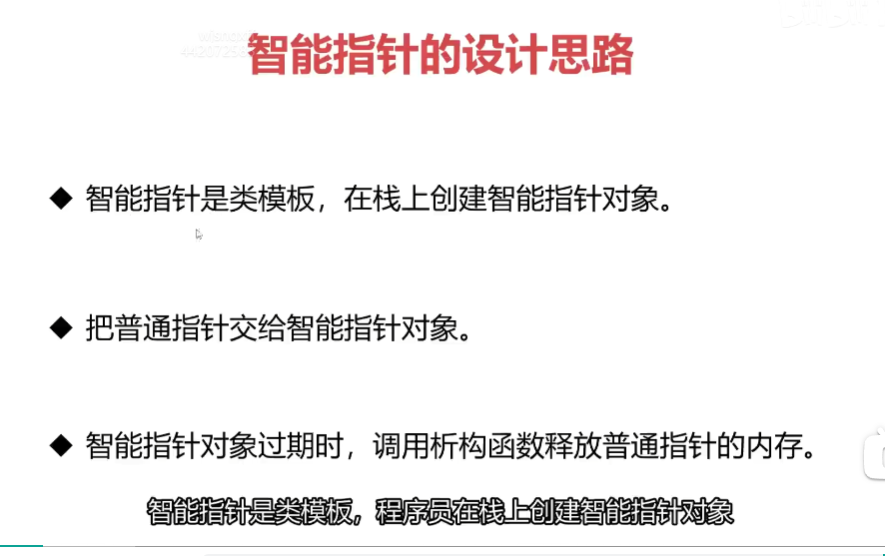 智能指针的设计思路
◆ 智能指针是类模板，在栈上创建智能指针对象。
◆ 把普通指针交给智能指针对象。
◆ 智能指针对象过期时，调用析构函数释放普通指针的内存。
智能指针是类模板，程序员在栈上创建智能指针对象